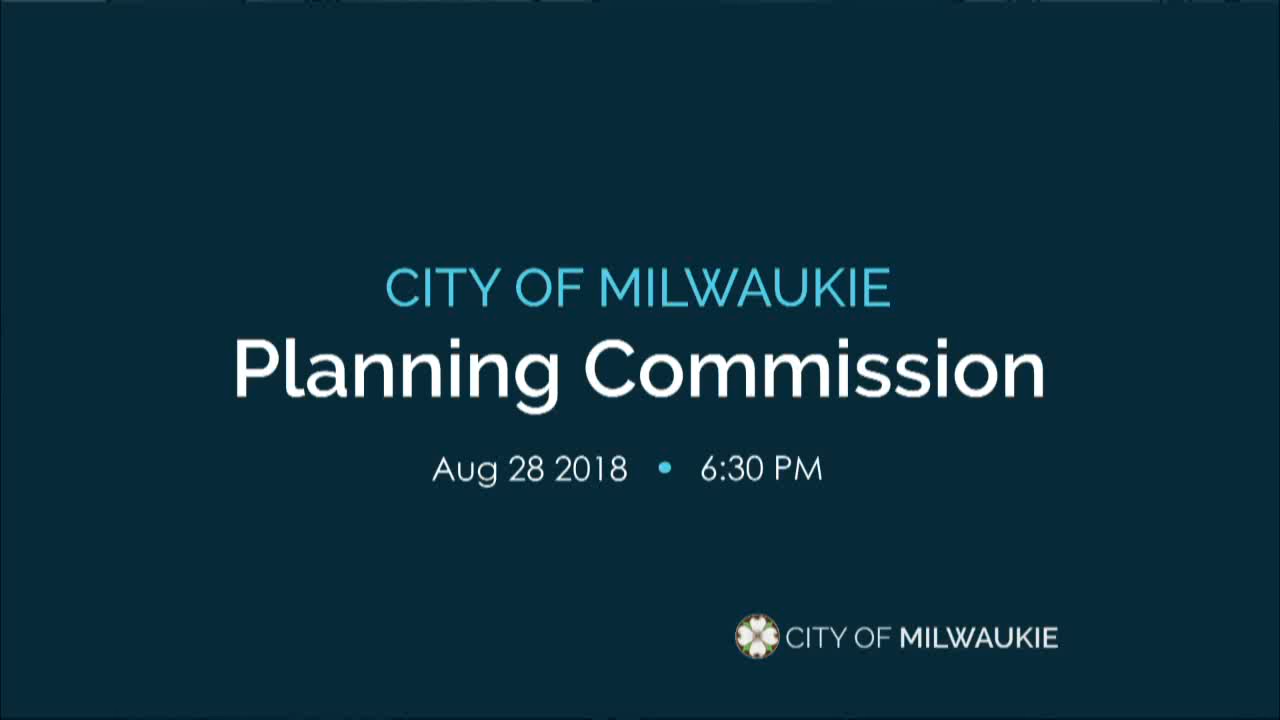 CITY OF MILWAUKIE
Planning Commission
Aug 28 2018 • 6:30 PM
CITY OF MILWAUKIE